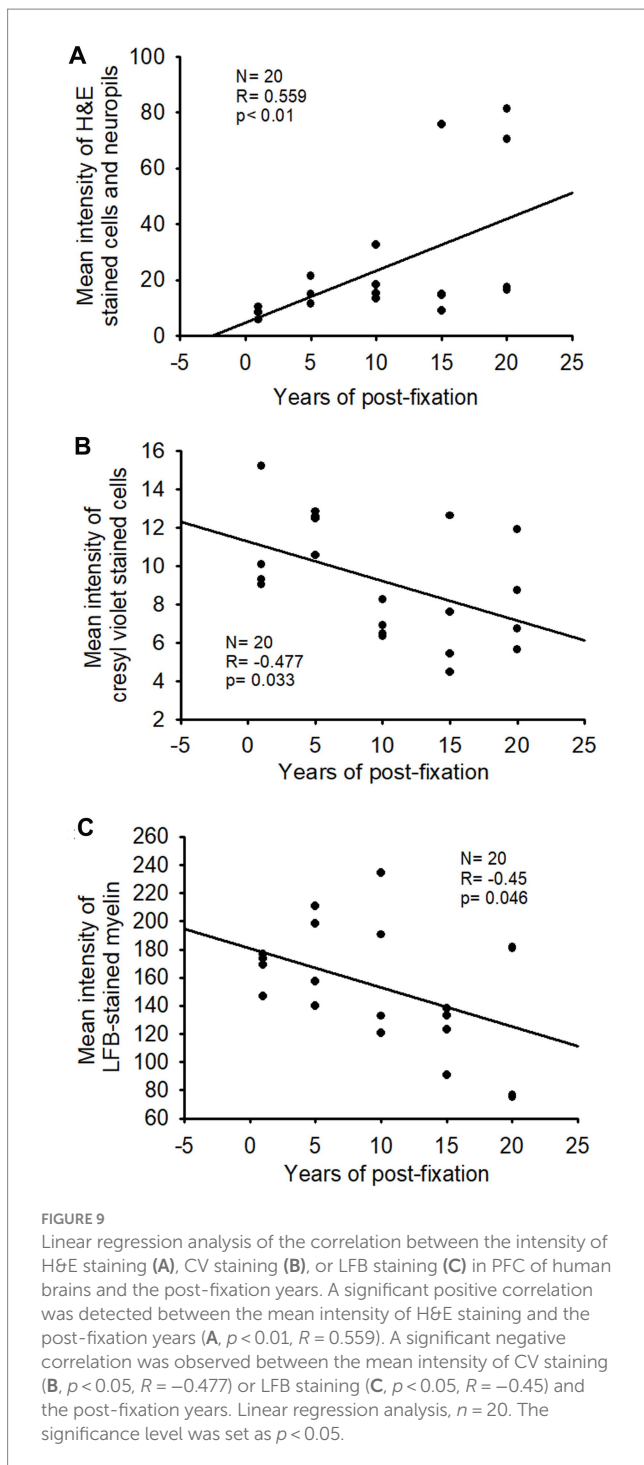 A
100
80
60
40
20
0
-5 0 5 10 15 20 25
Mean intensity of H&E
stained cells and neuropils
N= 20
R= 0.559
p< 0.01
Years of post-fixation
B
16
14
12
10
8
6
4
2
-5 0 5 10 15 20 25
Mean intensity of
cresyl violet stained cells
N= 20
R= -0.477
p= 0.033
Years of post-fixation
C
260
240
220
200
180
160
140
120
100
80
60
-5 0 5 10 15 20 25
Mean intensity of
LFB-stained myelin
N= 20
R= -0.45
p= 0.046
Years of post-fixation
FIGURE 9
Linear regression analysis of the correlation between the intensity of
H&E staining (A), CV staining (B), or LFB staining (C) in PFC of human
brains and the post-fixation years. A significant positive correlation
was detected between the mean intensity of H&E staining and the
post-fixation years (A, p < 0.01, R = 0.559). A significant negative
correlation was observed between the mean intensity of CV staining
(B, p < 0.05, R = −0.477) or LFB staining (C, p < 0.05, R = −0.45) and
the post-fixation years. Linear regression analysis, n = 20. The
significance level was set as p < 0.05.